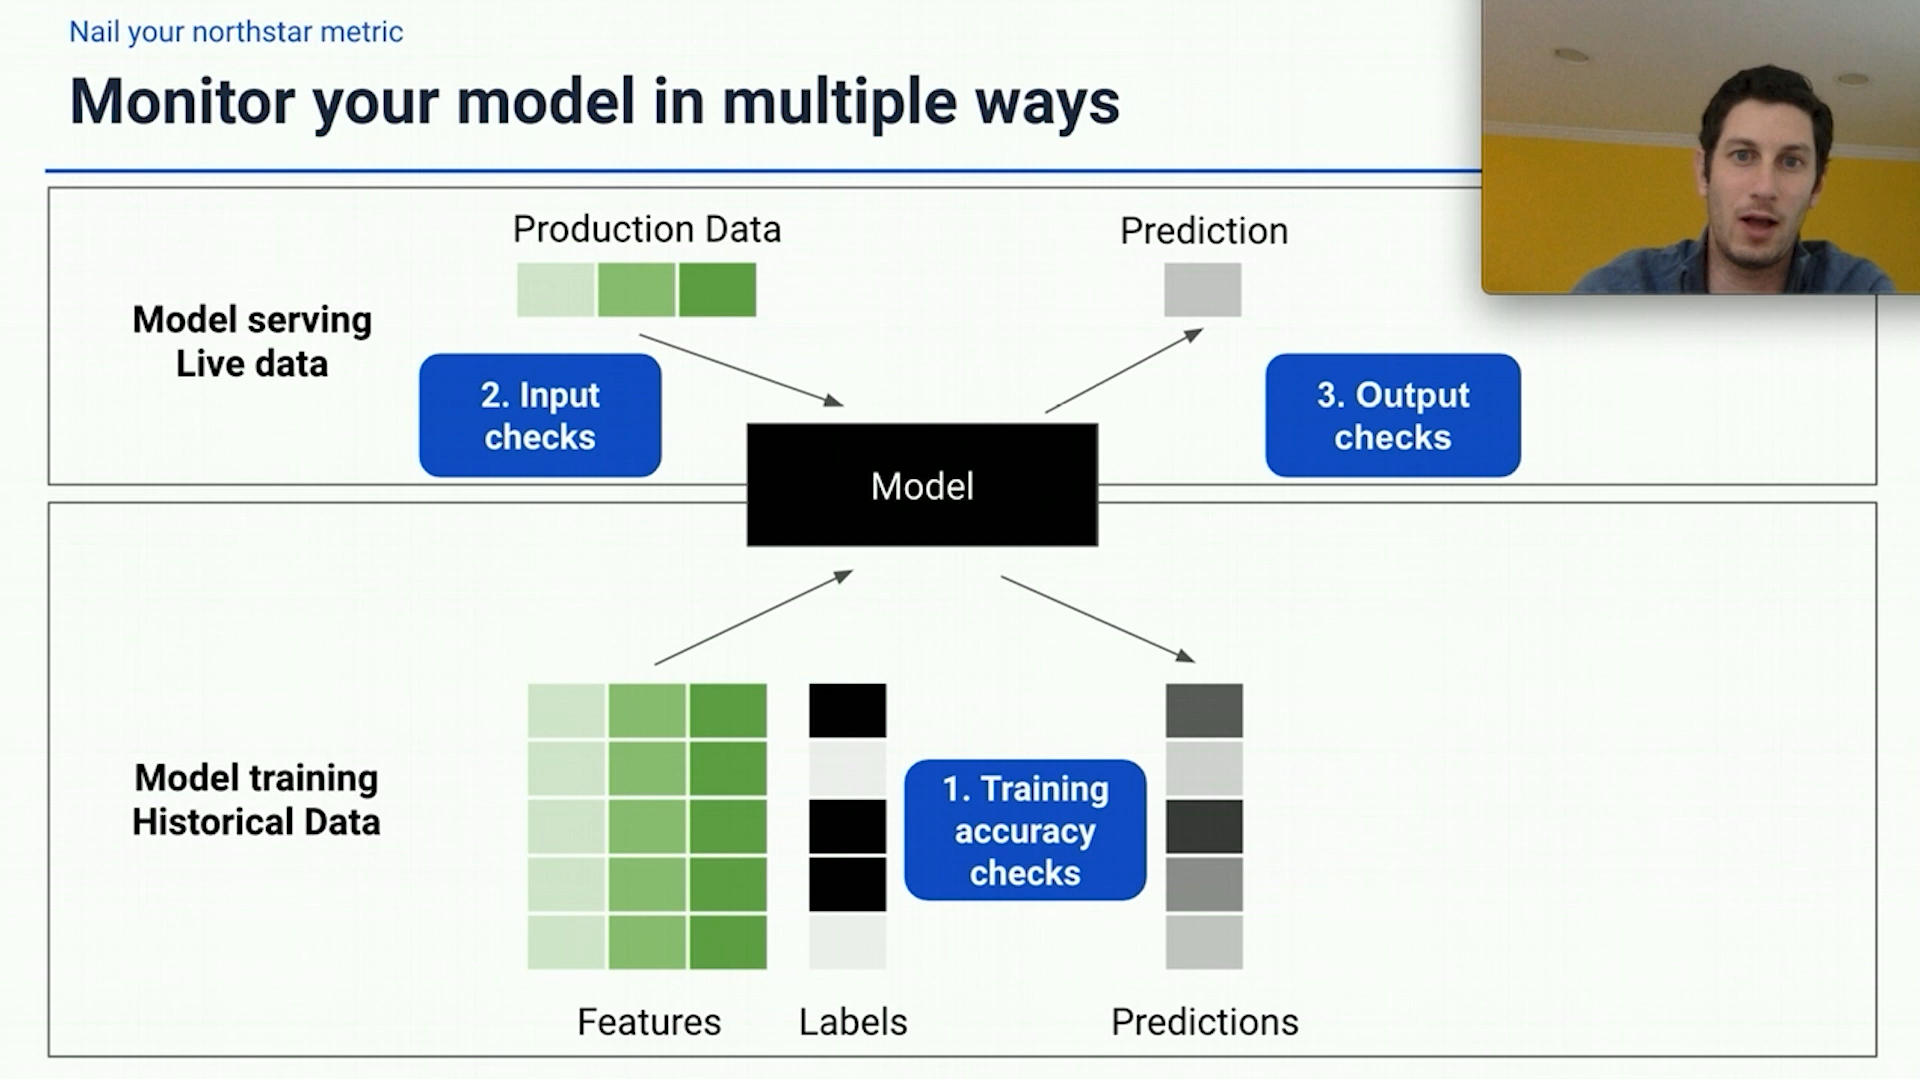 Nail your northstar metric
Monitor your model in multiple ways
Production Data
Prediction
Model serving
Live data
2. Input
checks
3. Output
checks
Model
Model training
Historical Data
1. Training
accuracy
checks
Features
Labels
Predictions